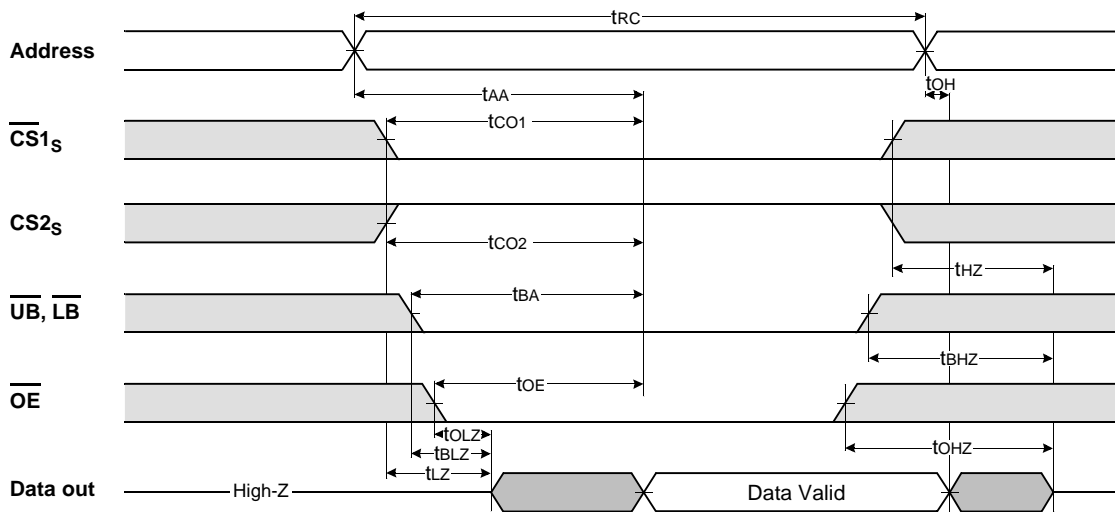 tRC
Address
tOH
tAA
tCO1
CS1S
CS2S
tCO2
tHZ
tBA
UB, LB
tBHZ
tOE
OE
tOLZ
tBLZ
tOHZ
tLZ
Data out High-Z Data Valid